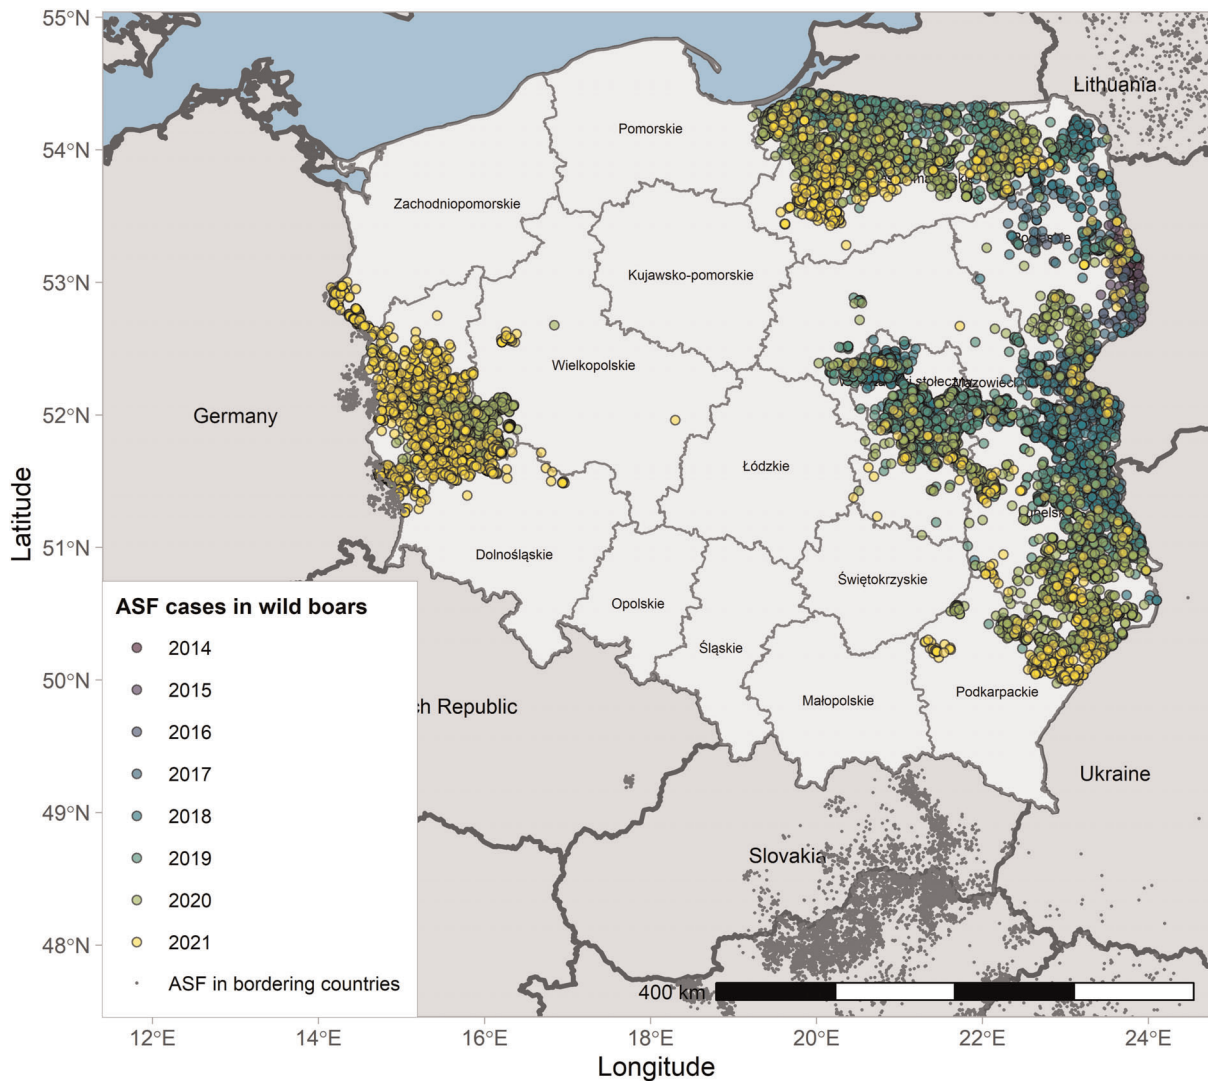 55°N
54°N
53°N
52°N
51°N
50°N
49°N
48°N
Latitude
Lithuania
Pomorskie
Zachodniopomorskie
Kujawsko-pomorskie
Wielkopolskie
stołeczny
Germany
Łódzkie
Dolnośląskie
Świętokrzyskie
Opolskie
Śląskie
Małopolskie
Podkarpackie
ch Republic
Ukraine
Slovakia
ASF cases in wild boars
2014
2015
2016
2017
2018
2019
2020
2021
ASF in bordering countries
400 km
12°E
14°E
16°E
18°E
20°E
22°E
24°E
Longitude